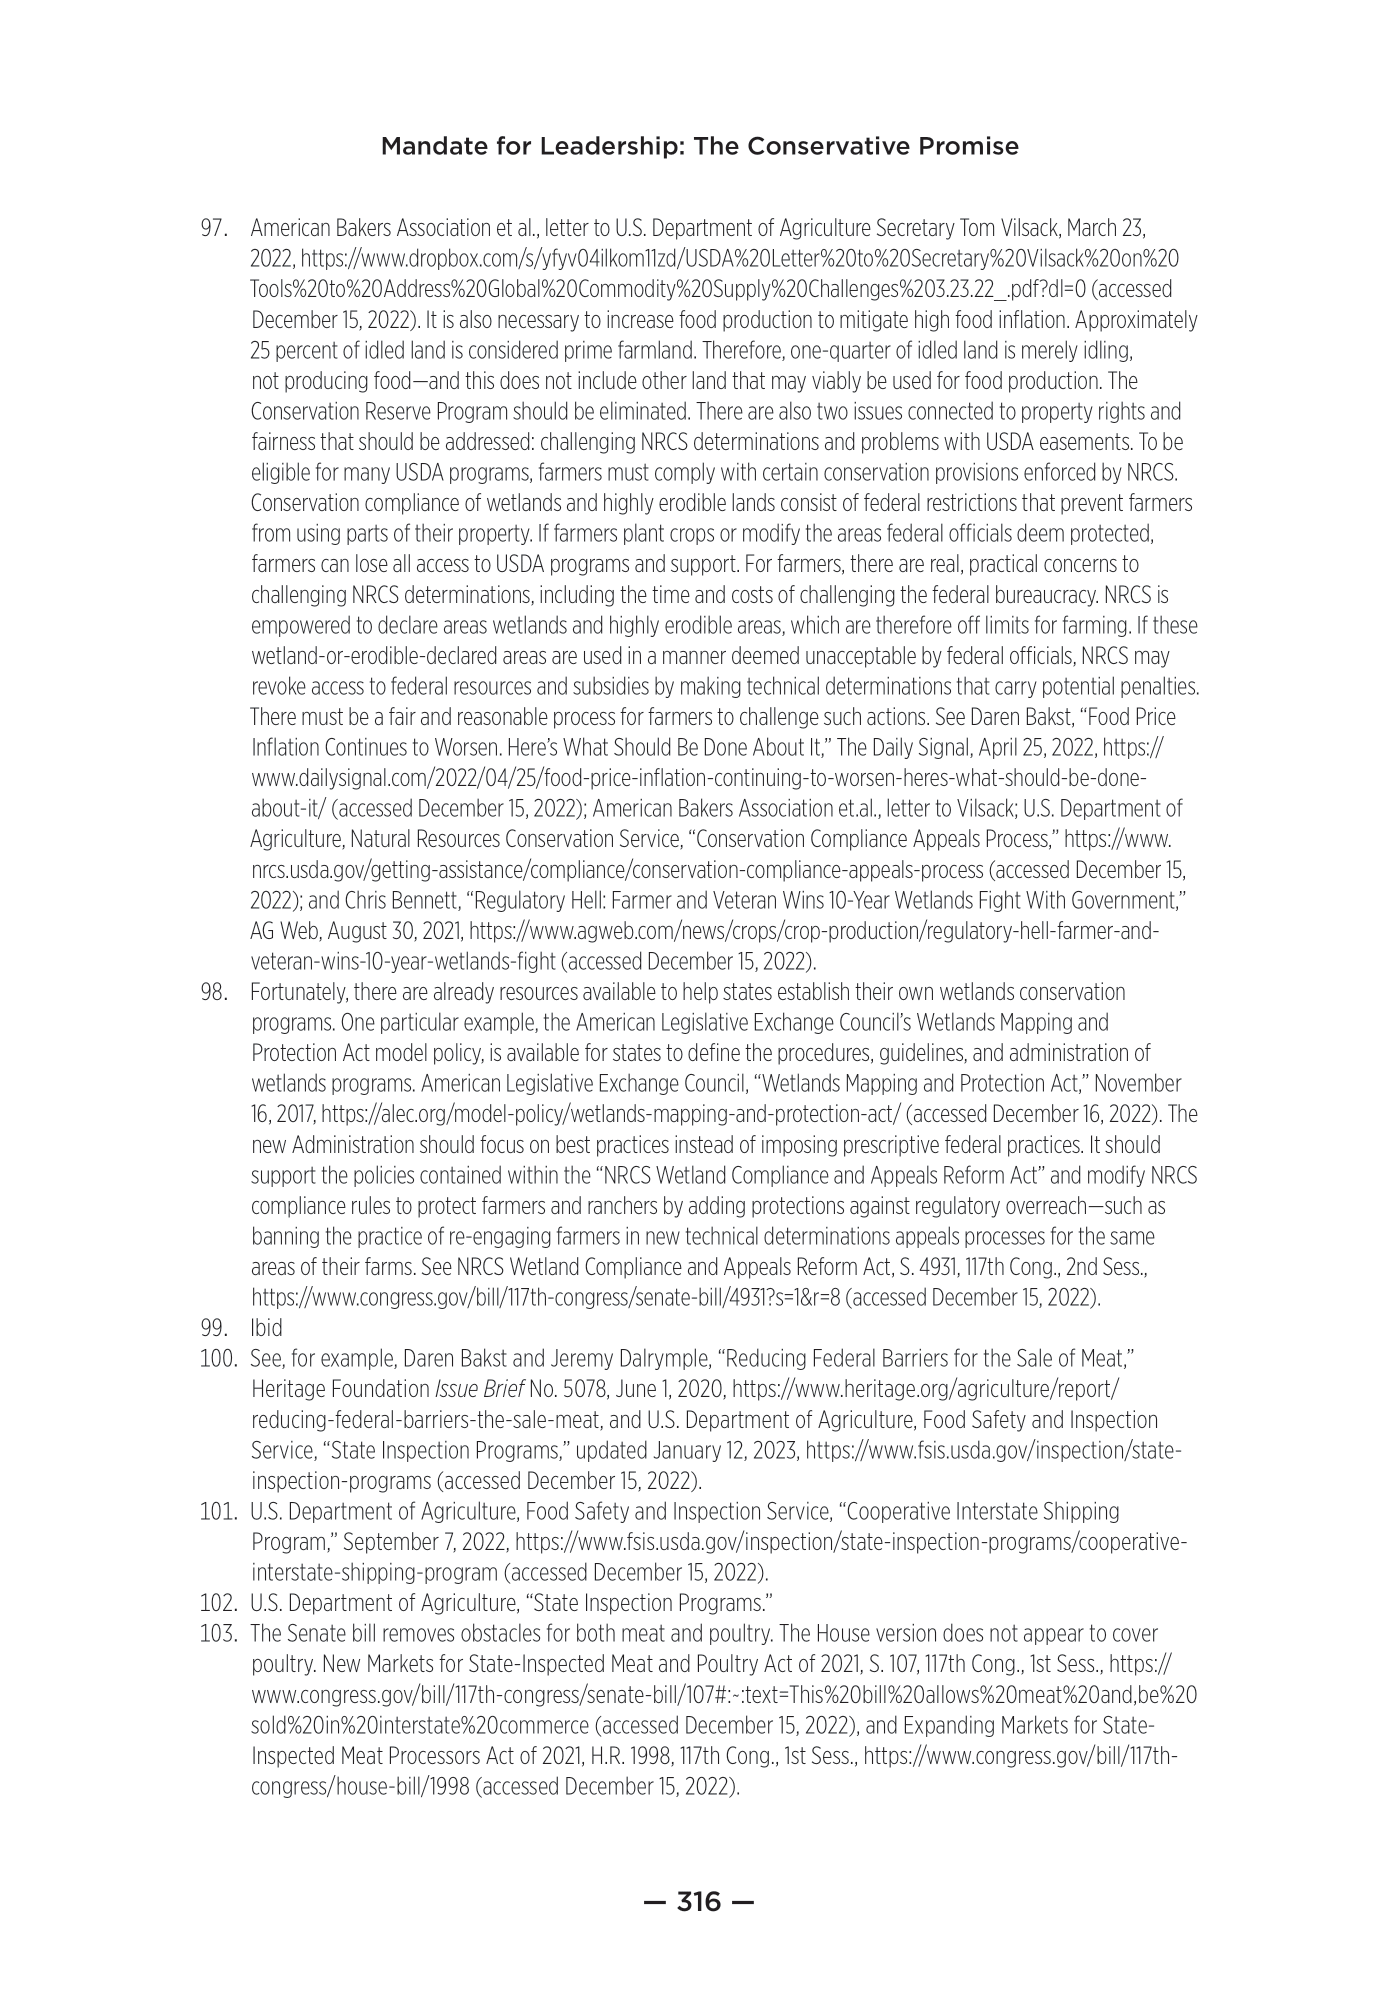 Mandate for Leadership: The Conservative Promise
97. American Bakers Association et al., letter to U.S. Department of Agriculture Secretary Tom Vilsack, March 23,
2022, https://www.dropbox.com/s/yfyv04ilkom11zd/USDA%20Letter%20to%20Secretary%20Vilsack%20on%20
Tools%20to%20Address%20Global%20Commodity%20Supply%20Challenges%203.23.22_.pdf?dl=0 (accessed
December 15, 2022). It is also necessary to increase food production to mitigate high food inflation. Approximately
25 percent of idled land is considered prime farmland. Therefore, one-quarter of idled land is merely idling,
not producing food—and this does not include other land that may viably be used for food production. The
Conservation Reserve Program should be eliminated. There are also two issues connected to property rights and
fairness that should be addressed: challenging NRCS determinations and problems with USDA easements. To be
eligible for many USDA programs, farmers must comply with certain conservation provisions enforced by NRCS.
Conservation compliance of wetlands and highly erodible lands consist of federal restrictions that prevent farmers
from using parts of their property. If farmers plant crops or modify the areas federal officials deem protected,
farmers can lose all access to USDA programs and support. For farmers, there are real, practical concerns to
challenging NRCS determinations, including the time and costs of challenging the federal bureaucracy. NRCS is
empowered to declare areas wetlands and highly erodible areas, which are therefore off limits for farming. If these
wetland-or-erodible-declared areas are used in a manner deemed unacceptable by federal officials, NRCS may
revoke access to federal resources and subsidies by making technical determinations that carry potential penalties.
There must be a fair and reasonable process for farmers to challenge such actions. See Daren Bakst, “Food Price
Inflation Continues to Worsen. Here’s What Should Be Done About It,” The Daily Signal, April 25, 2022, https://
www.dailysignal.com/2022/04/25/food-price-inflation-continuing-to-worsen-heres-what-should-be-done-
about-it/ (accessed December 15, 2022); American Bakers Association et.al., letter to Vilsack; U.S. Department of
Agriculture, Natural Resources Conservation Service, “Conservation Compliance Appeals Process,” https://www.
nrcs.usda.gov/getting-assistance/compliance/conservation-compliance-appeals-process (accessed December 15,
2022); and Chris Bennett, “Regulatory Hell: Farmer and Veteran Wins 10-Year Wetlands Fight With Government,”
AG Web, August 30, 2021, https://www.agweb.com/news/crops/crop-production/regulatory-hell-farmer-and-
veteran-wins-10-year-wetlands-fight (accessed December 15, 2022).
98. Fortunately, there are already resources available to help states establish their own wetlands conservation
programs. One particular example, the American Legislative Exchange Council’s Wetlands Mapping and
Protection Act model policy, is available for states to define the procedures, guidelines, and administration of
wetlands programs. American Legislative Exchange Council, “Wetlands Mapping and Protection Act,” November
16, 2017, https://alec.org/model-policy/wetlands-mapping-and-protection-act/ (accessed December 16, 2022). The
new Administration should focus on best practices instead of imposing prescriptive federal practices. It should
support the policies contained within the “NRCS Wetland Compliance and Appeals Reform Act” and modify NRCS
compliance rules to protect farmers and ranchers by adding protections against regulatory overreach—such as
banning the practice of re-engaging farmers in new technical determinations appeals processes for the same
areas of their farms. See NRCS Wetland Compliance and Appeals Reform Act, S. 4931, 117th Cong., 2nd Sess.,
https://www.congress.gov/bill/117th-congress/senate-bill/4931?s=1&r=8 (accessed December 15, 2022).
99. Ibid
100. See, for example, Daren Bakst and Jeremy Dalrymple, “Reducing Federal Barriers for the Sale of Meat,”
Heritage Foundation Issue Brief No. 5078, June 1, 2020, https://www.heritage.org/agriculture/report/
reducing-federal-barriers-the-sale-meat, and U.S. Department of Agriculture, Food Safety and Inspection
Service, “State Inspection Programs,” updated January 12, 2023, https://www.fsis.usda.gov/inspection/state-
inspection-programs (accessed December 15, 2022).
101. U.S. Department of Agriculture, Food Safety and Inspection Service, “Cooperative Interstate Shipping
Program,” September 7, 2022, https://www.fsis.usda.gov/inspection/state-inspection-programs/cooperative-
interstate-shipping-program (accessed December 15, 2022).
102. U.S. Department of Agriculture, “State Inspection Programs.”
103. The Senate bill removes obstacles for both meat and poultry. The House version does not appear to cover
poultry. New Markets for State-Inspected Meat and Poultry Act of 2021, S. 107, 117th Cong., 1st Sess., https://
www.congress.gov/bill/117th-congress/senate-bill/107#:~:text=This%20bill%20allows%20meat%20and,be%20
sold%20in%20interstate%20commerce (accessed December 15, 2022), and Expanding Markets for State-
Inspected Meat Processors Act of 2021, H.R. 1998, 117th Cong., 1st Sess., https://www.congress.gov/bill/117th-
congress/house-bill/1998 (accessed December 15, 2022).
— 316 —